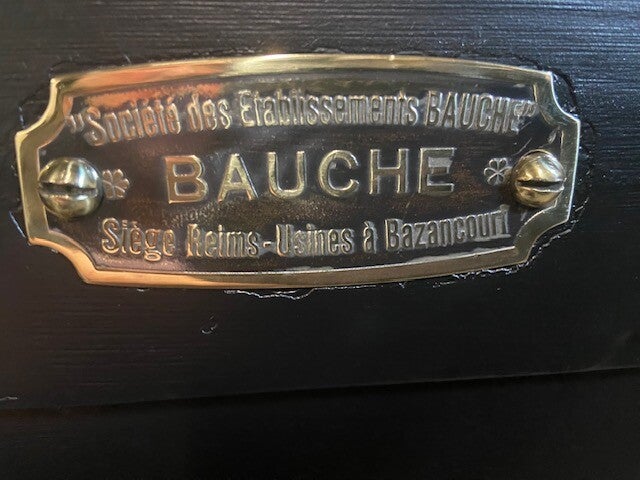 "Société des Etablissements BAUCHE"
BAUCHE
Siège Reims-Usines à Bazancourt